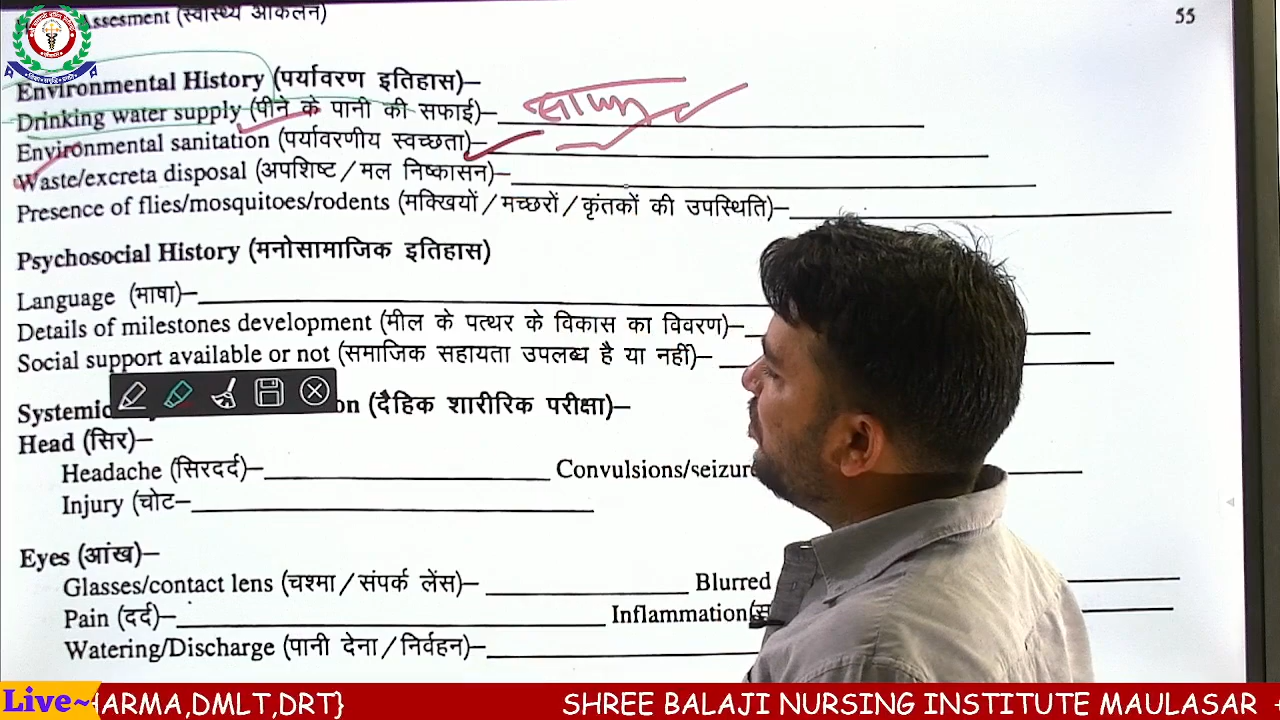 Assesment (स्वास्थ्य आकलन)
55
Environmental History (पर्यावरण इतिहास)–
Drinking water supply (पीने के पानी की सफाई)–
Environmental sanitation (पर्यावरणीय स्वच्छता)–
Waste/excreta disposal (अपशिष्ट/मल निष्कासन)–
Presence of flies/mosquitoes/rodents (मक्खियों/मच्छरों/कृंतकों की उपस्थिति)–
Psychosocial History (मनोसामाजिक इतिहास)
Language (भाषा)–
Details of milestones development (मील के पत्थर के विकास का विवरण)–
Social support available or not (समाजिक सहायता उपलब्ध है या नहीं)–
Systemic on (दैहिक शारीरिक परीक्षा)–
Head (सिर)–
Headache (सिरदर्द)– Convulsions/seizure
Injury (चोट–
Eyes (आंख)–
Glasses/contact lens (चश्मा/संपर्क लेंस)– Blurred
Pain (दर्द)– Inflammation
Watering/Discharge (पानी देना/निर्वहन)–
Live~ ARMA,DMLT,DRT} SHREE BALAJI NURSING INSTITUTE MAULASAR